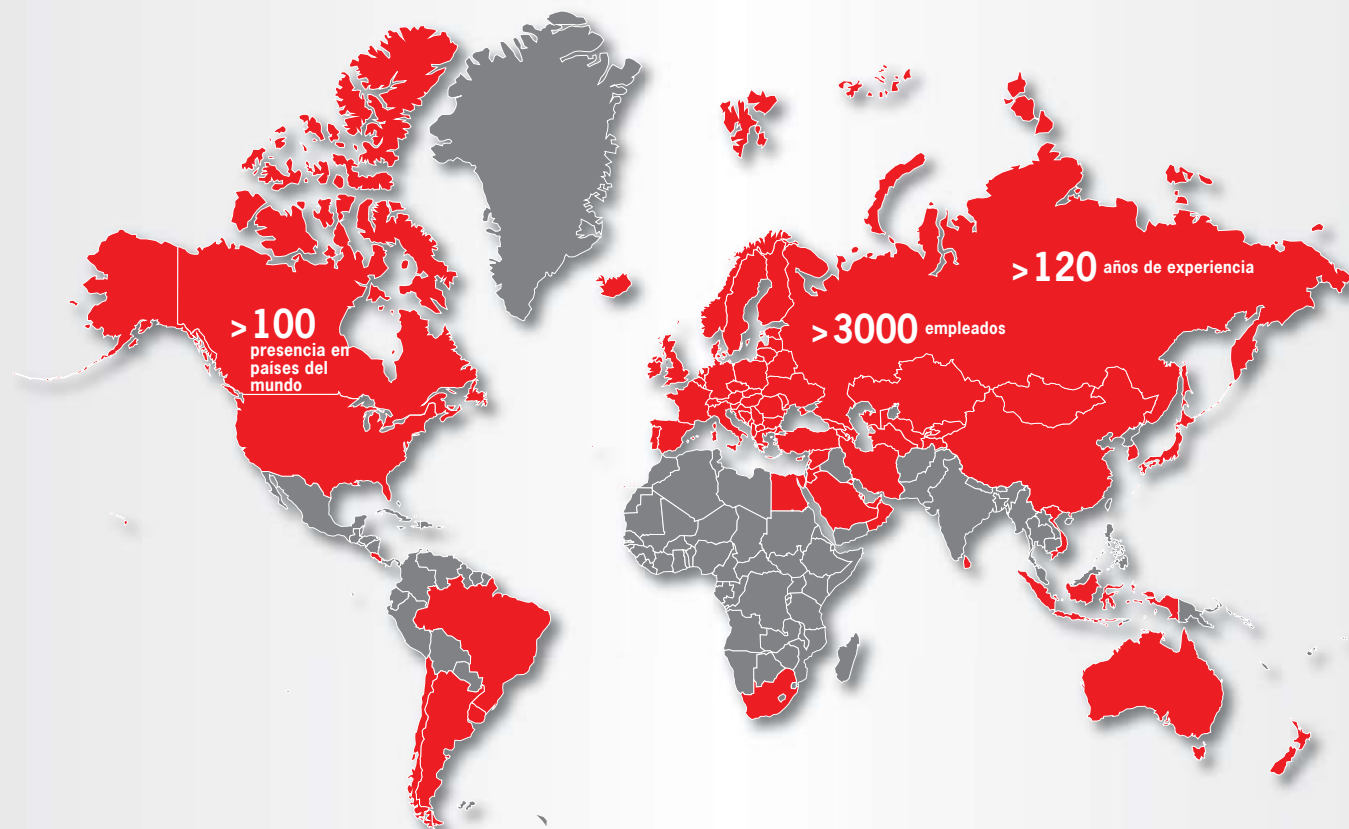 > 100
presencia en
países del
mundo
> 120 años de experiencia
> 3000 empleados